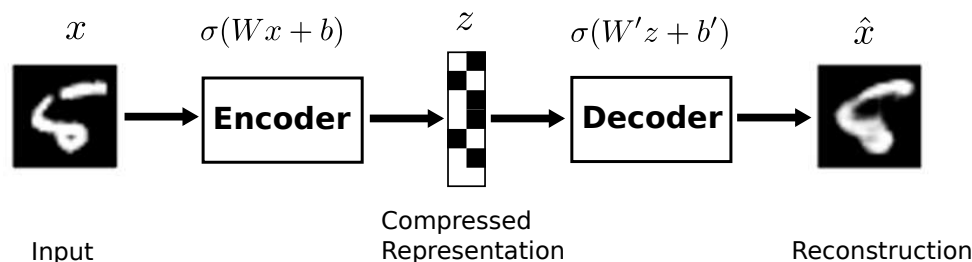 x
σ(Wx + b)
z
σ(W′z + b′)
x̂
Encoder
Decoder
Input
Compressed
Representation
Reconstruction